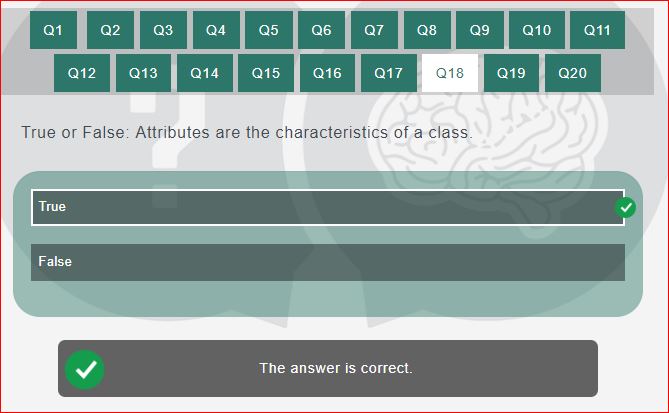 Q1 Q2 Q3 Q4 Q5 Q6 Q7 Q8 Q9 Q10 Q11
Q12 Q13 Q14 Q15 Q16 Q17 Q18 Q19 Q20
True or False: Attributes are the characteristics of a class.
True
False
The answer is correct.